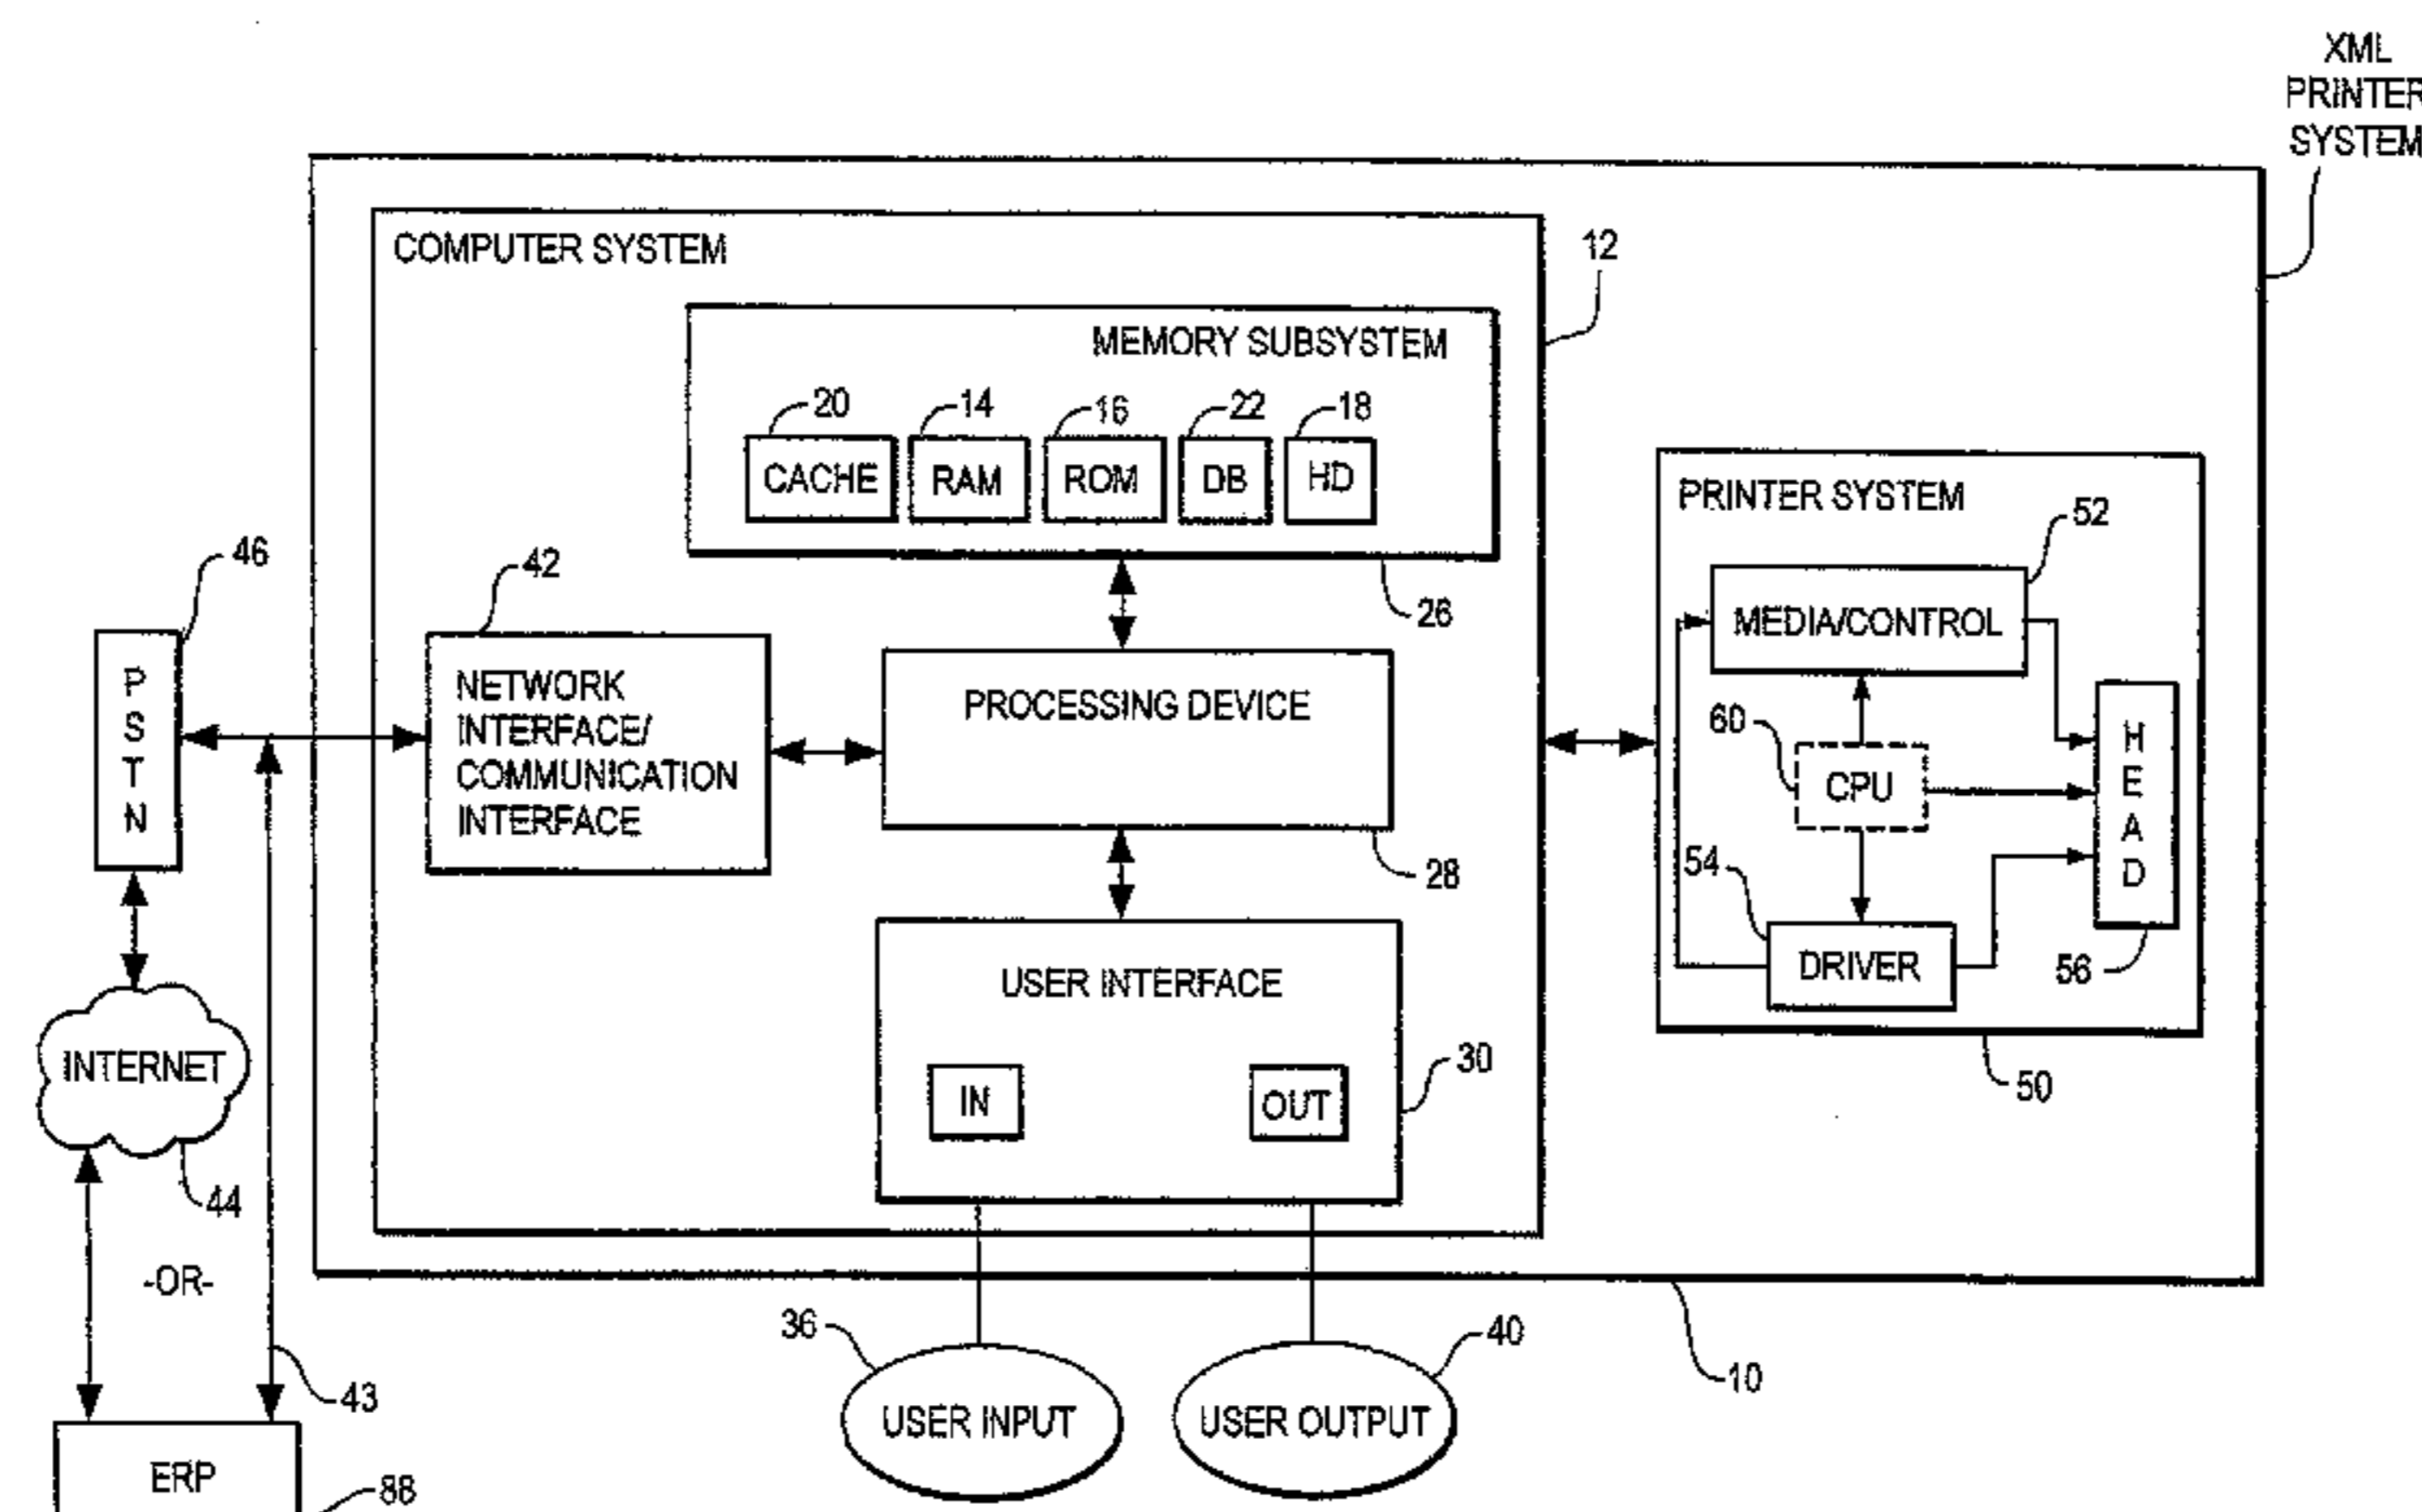 XML
PRINTER
SYSTEM
COMPUTER SYSTEM
12
MEMORY SUBSYSTEM
20
14
16
22
18
CACHE
RAM
ROM
DB
HD
26
PRINTER SYSTEM
52
MEDIA/CONTROL
60
CPU
54
DRIVER
H
E
A
D
56
50
46
P
S
T
N
42
NETWORK
INTERFACE/
COMMUNICATION
INTERFACE
PROCESSING DEVICE
28
USER INTERFACE
IN
OUT
30
INTERNET
44
-OR-
43
36
USER INPUT
40
USER OUTPUT
10
ERP
88